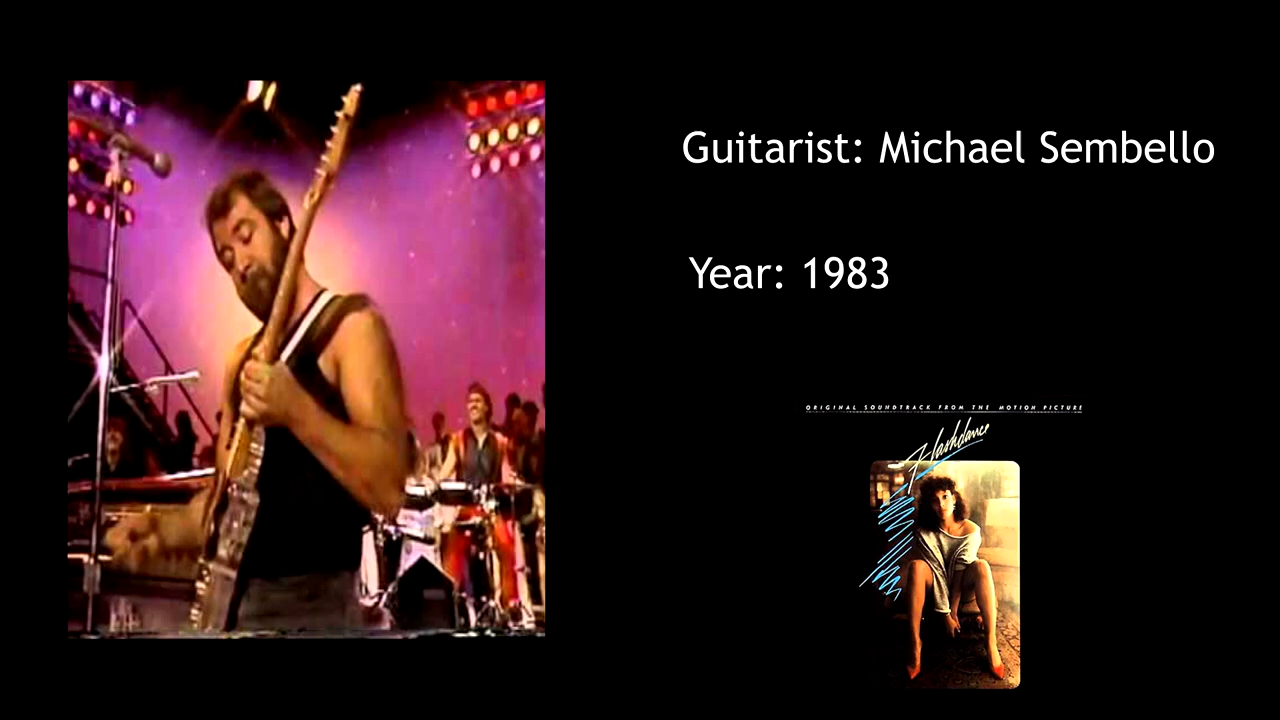 Guitarist: Michael Sembello
Year: 1983
ORIGINAL SOUNDTRACK FROM THE MOTION PICTURE
Flashdance